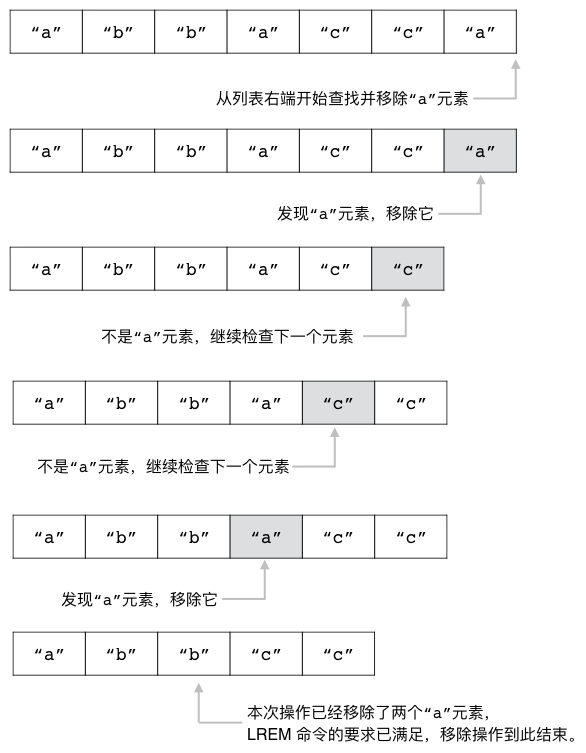 “a” “b” “b” “a” “c” “c” “a”
从列表右端开始查找并移除“a”元素
“a” “b” “b” “a” “c” “c” “a”
发现“a”元素，移除它
“a” “b” “b” “a” “c” “c”
不是“a”元素，继续检查下一个元素
“a” “b” “b” “a” “c” “c”
不是“a”元素，继续检查下一个元素
“a” “b” “b” “a” “c” “c”
发现“a”元素，移除它
“a” “b” “b” “c” “c”
本次操作已经移除了两个“a”元素，
LREM 命令的要求已满足，移除操作到此结束。